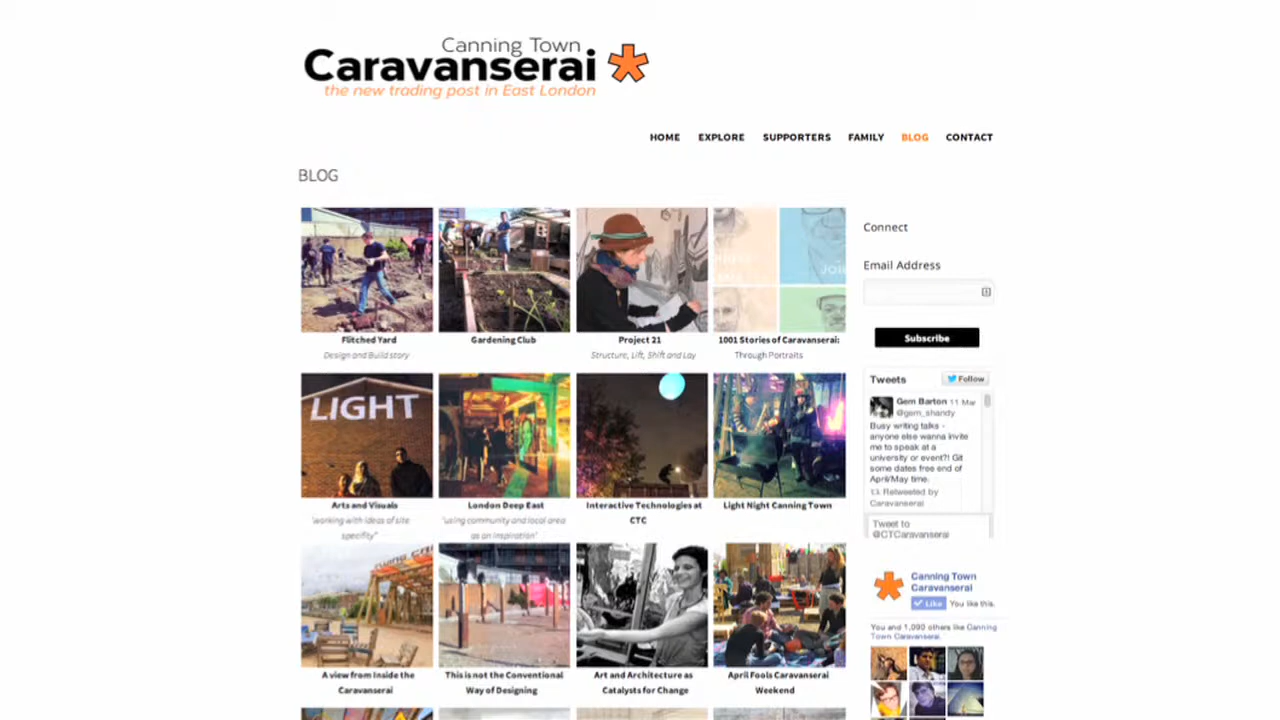 Canning Town
Caravanserai
the new trading post in East London
HOME EXPLORE SUPPORTERS FAMILY BLOG CONTACT
BLOG
Flitched Yard
Design and Build story
Gardening Club
Project 21
Structure, Lift, Shift and Lay
Join
1001 Stories of Caravanserai:
Through Portraits
LIGHT
Arts and Visuals
"working with ideas of site
specifity"
London Deep East
"using community and local area
as an inspiration"
Interactive Technologies at
CTC
Light Night Canning Town
A view from Inside the
Caravanserai
This is not the Conventional
Way of Designing
Art and Architecture as
Catalysts for Change
April Fools Caravanserai
Weekend
Connect
Email Address
Subscribe
Tweets
Follow
Gem Barton 11 Mar
@gem_shandy
Busy writing talks -
anyone else wanna invite
me to speak at a
university or event?! Git
some dates free end of
April/May time.
Retweeted by
Caravanserai
Tweet to
@CTCaravanserai
Canning Town
Caravanserai
Like You like this.
You and 1,090 others like Canning
Town Caravanserai.